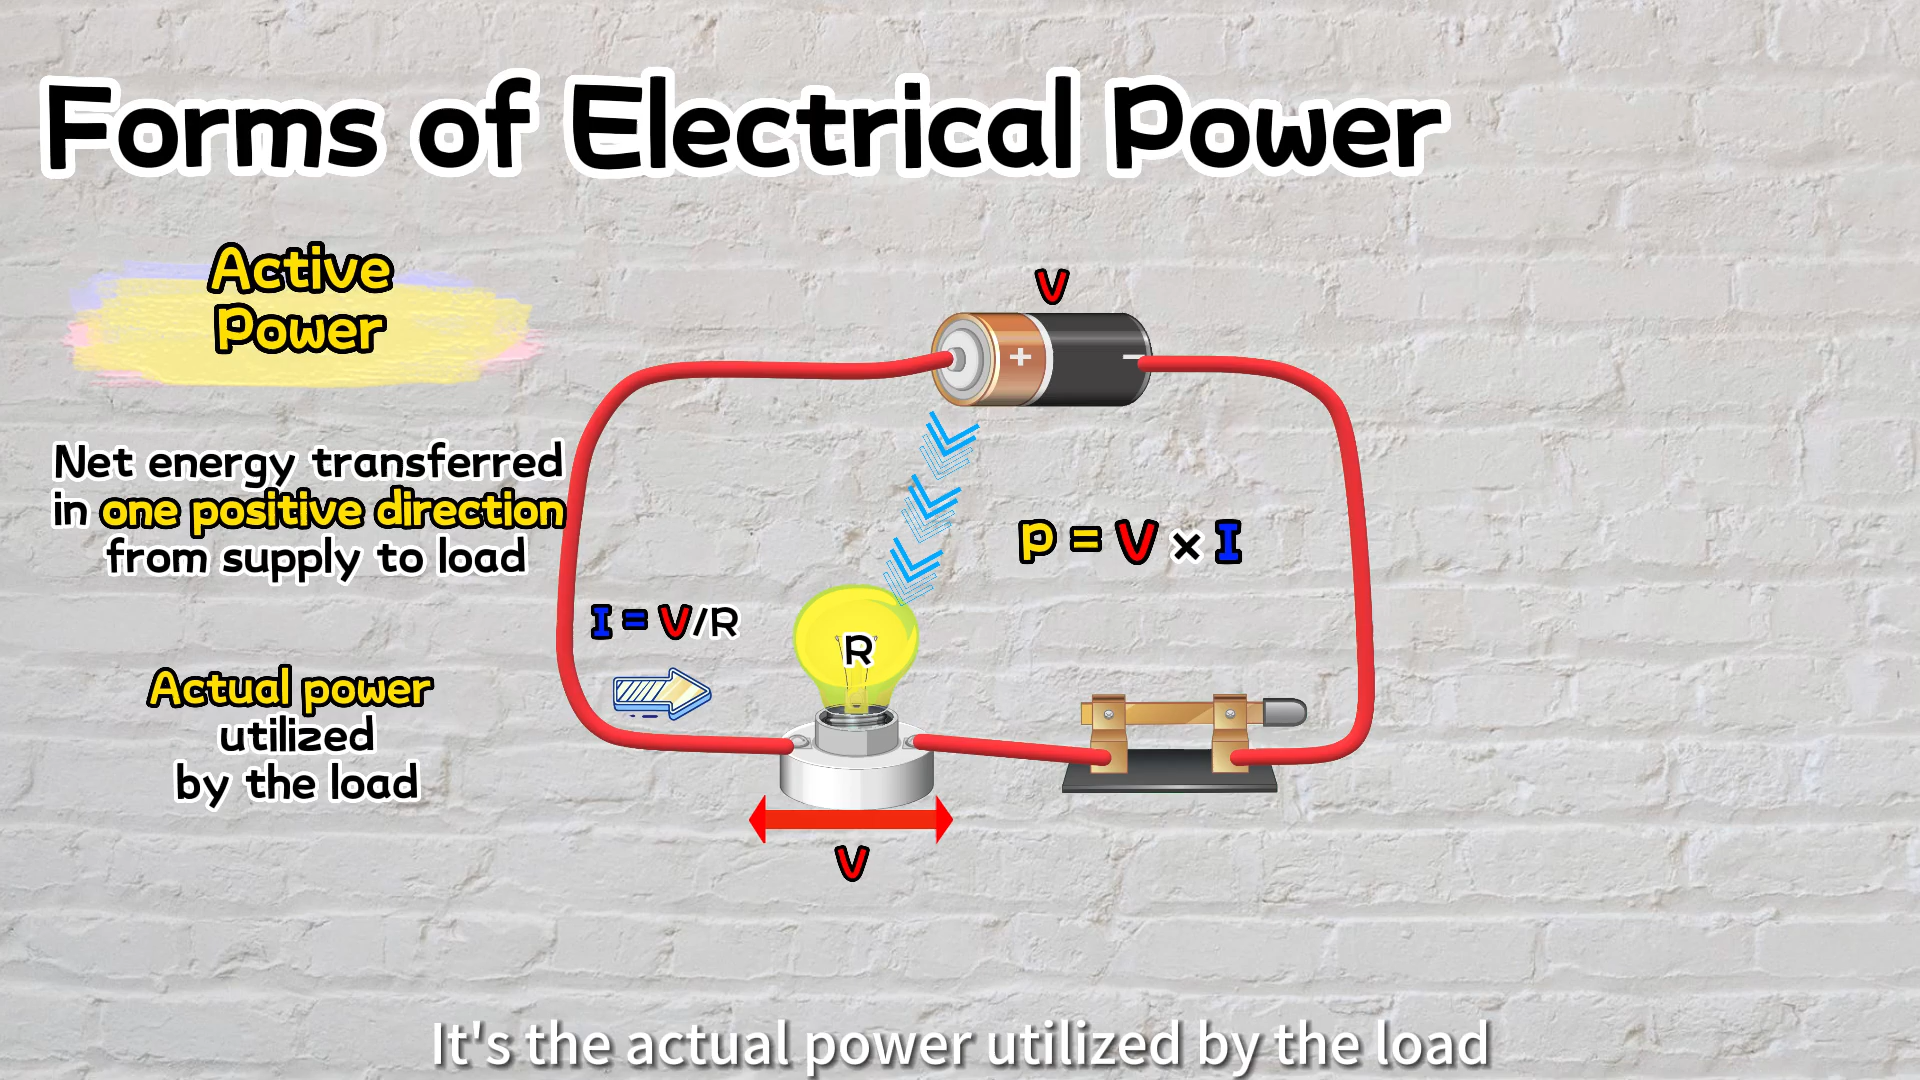 Forms of Electrical Power
Active
Power
Net energy transferred
in one positive direction
from supply to load
Actual power
utilized
by the load
V
+ −
P = V × I
I = V/R
R
V
It's the actual power utilized by the load